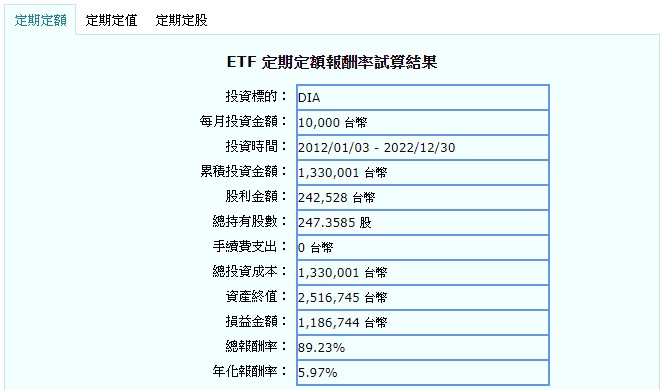 定期定額 定期定值 定期定股
ETF 定期定額報酬率試算結果
投資標的： DIA
每月投資金額： 10,000 台幣
投資時間： 2012/01/03 - 2022/12/30
累積投資金額： 1,330,001 台幣
股利金額： 242,528 台幣
總持有股數： 247.3585 股
手續費支出： 0 台幣
總投資成本： 1,330,001 台幣
資產終值： 2,516,745 台幣
損益金額： 1,186,744 台幣
總報酬率： 89.23%
年化報酬率： 5.97%